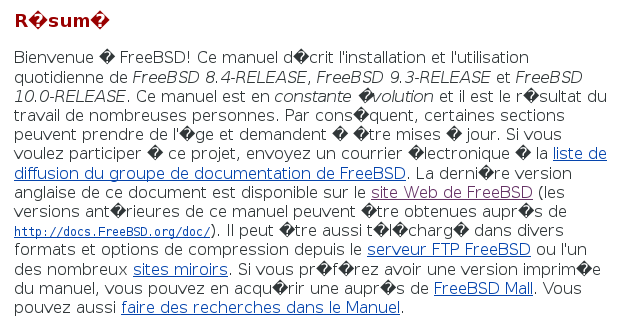 R�sum�
Bienvenue � FreeBSD! Ce manuel d�crit l'installation et l'utilisation
quotidienne de FreeBSD 8.4-RELEASE, FreeBSD 9.3-RELEASE et FreeBSD
10.0-RELEASE. Ce manuel est en constante �volution et il est le r�sultat du
travail de nombreuses personnes. Par cons�quent, certaines sections
peuvent prendre de l'�ge et demandent � �tre mises � jour. Si vous
voulez participer � ce projet, envoyez un courrier �lectronique � la liste de
diffusion du groupe de documentation de FreeBSD. La derni�re version
anglaise de ce document est disponible sur le site Web de FreeBSD (les
versions ant�rieures de ce manuel peuvent �tre obtenues aupr�s de
http://docs.FreeBSD.org/doc/). Il peut �tre aussi t�l�charg� dans divers
formats et options de compression depuis le serveur FTP FreeBSD ou l'un
des nombreux sites miroirs. Si vous pr�f�rez avoir une version imprim�e
du manuel, vous pouvez en acqu�rir une aupr�s de FreeBSD Mall. Vous
pouvez aussi faire des recherches dans le Manuel.